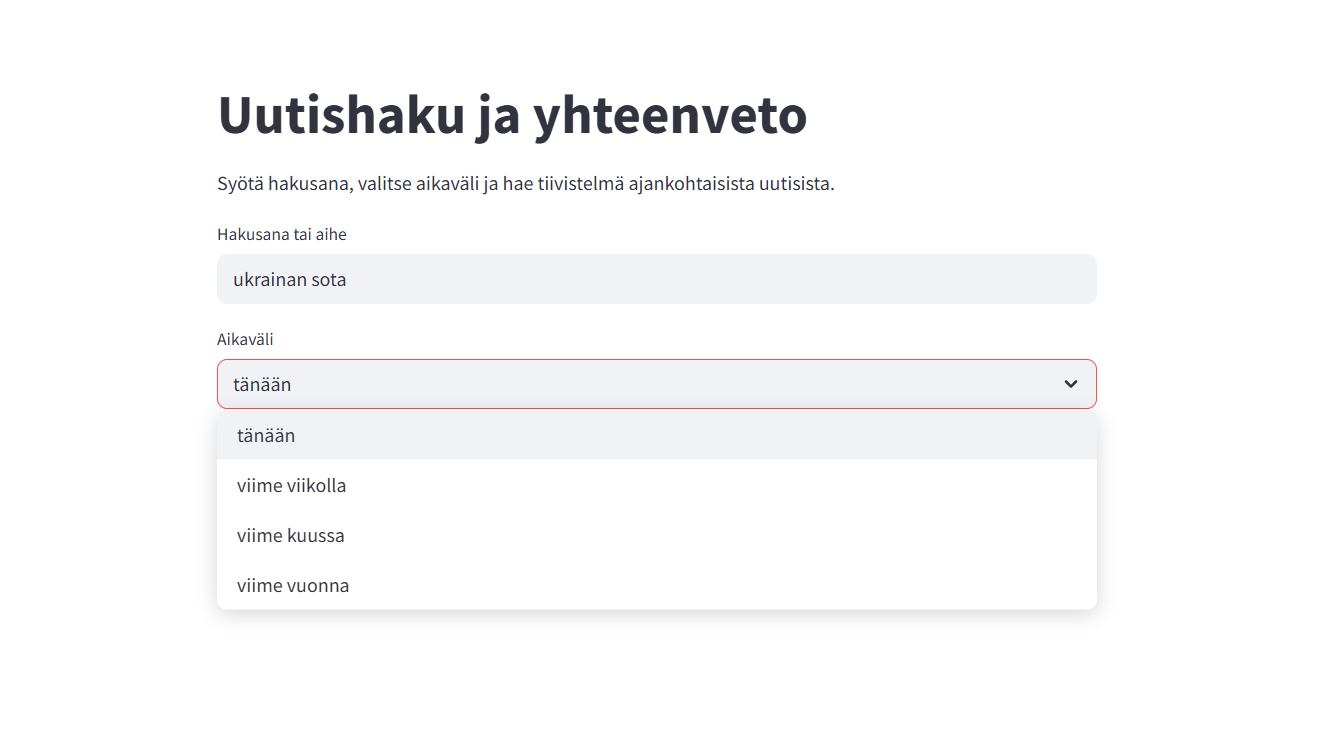 Uutishaku ja yhteenveto
Syötä hakusana, valitse aikaväli ja hae tiivistelmä ajankohtaisista uutisista.
Hakusana tai aihe
ukrainan sota
Aikaväli
tänään
tänään
viime viikolla
viime kuussa
viime vuonna